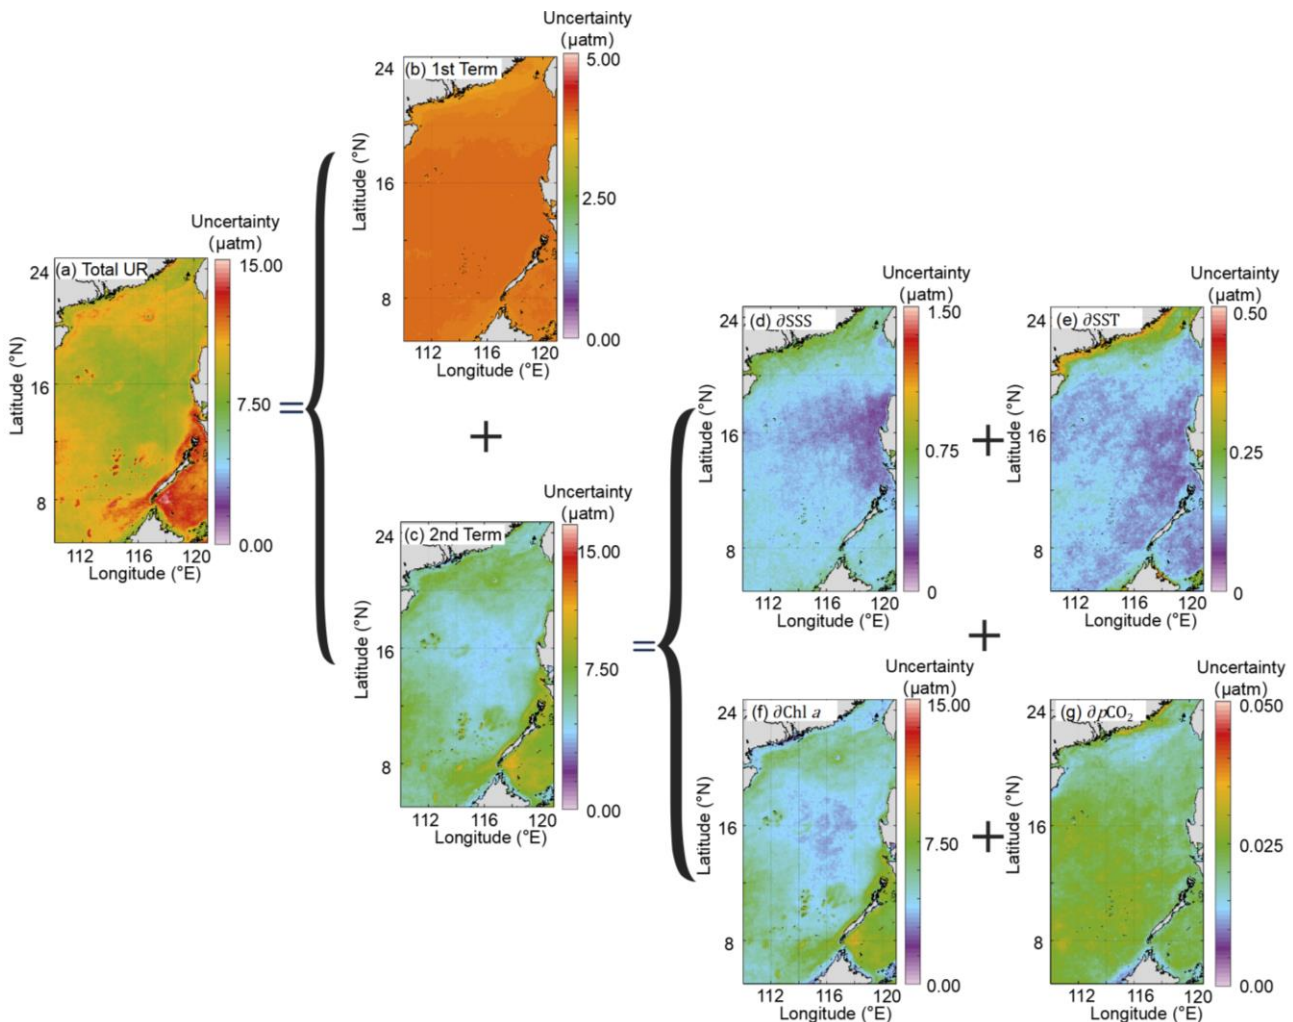 Uncertainty
(µatm)
(b) 1st Term
24
16
8
Latitude (°N)
112 116 120
Longitude (°E)
5.00
2.50
0.00
Uncertainty
(µatm)
(a) Total UR
24
16
8
Latitude (°N)
112 116 120
Longitude (°E)
15.00
7.50
0.00
=
+
Uncertainty
(µatm)
(c) 2nd Term
24
16
8
Latitude (°N)
112 116 120
Longitude (°E)
15.00
7.50
0.00
=
Uncertainty
(µatm)
(d) ∂SSS
24
16
8
Latitude (°N)
112 116 120
Longitude (°E)
1.50
0.75
0
+
Uncertainty
(µatm)
(e) ∂SST
24
16
8
Latitude (°N)
112 116 120
Longitude (°E)
0.50
0.25
0
+
Uncertainty
(µatm)
(f) ∂Chl a
24
16
8
Latitude (°N)
112 116 120
Longitude (°E)
15.00
7.50
0.00
+
Uncertainty
(µatm)
(g) ∂pCO₂
24
16
8
Latitude (°N)
112 116 120
Longitude (°E)
0.050
0.025
0.00